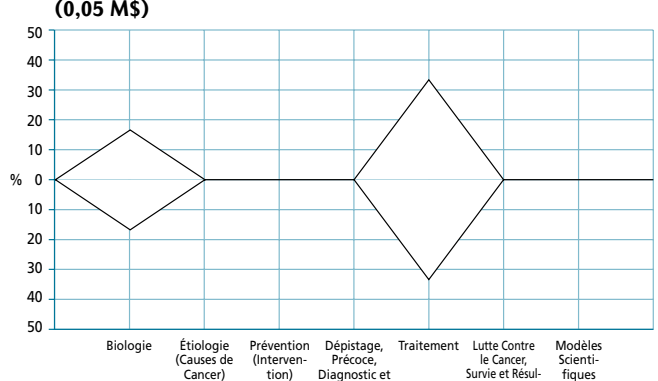 (0,05 M$)
50
40
30
20
10
% 0
10
20
30
40
50
Biologie
Étiologie
(Causes de
Cancer)
Prévention
(Interven-
tion)
Dépistage,
Précoce,
Diagnostic et
Traitement
Lutte Contre
le Cancer,
Survie et Résul-
Modèles
Scienti-
fiques